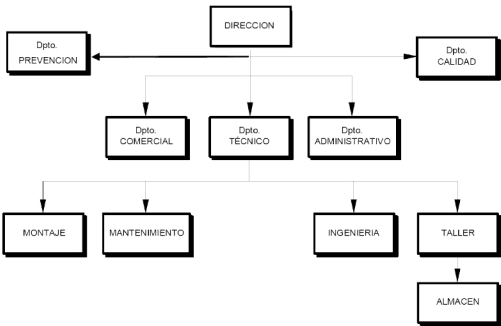 DIRECCION
Dpto.
PREVENCION
Dpto.
CALIDAD
Dpto.
COMERCIAL
Dpto.
TÉCNICO
Dpto.
ADMINISTRATIVO
MONTAJE
MANTENIMIENTO
INGENIERIA
TALLER
ALMACEN